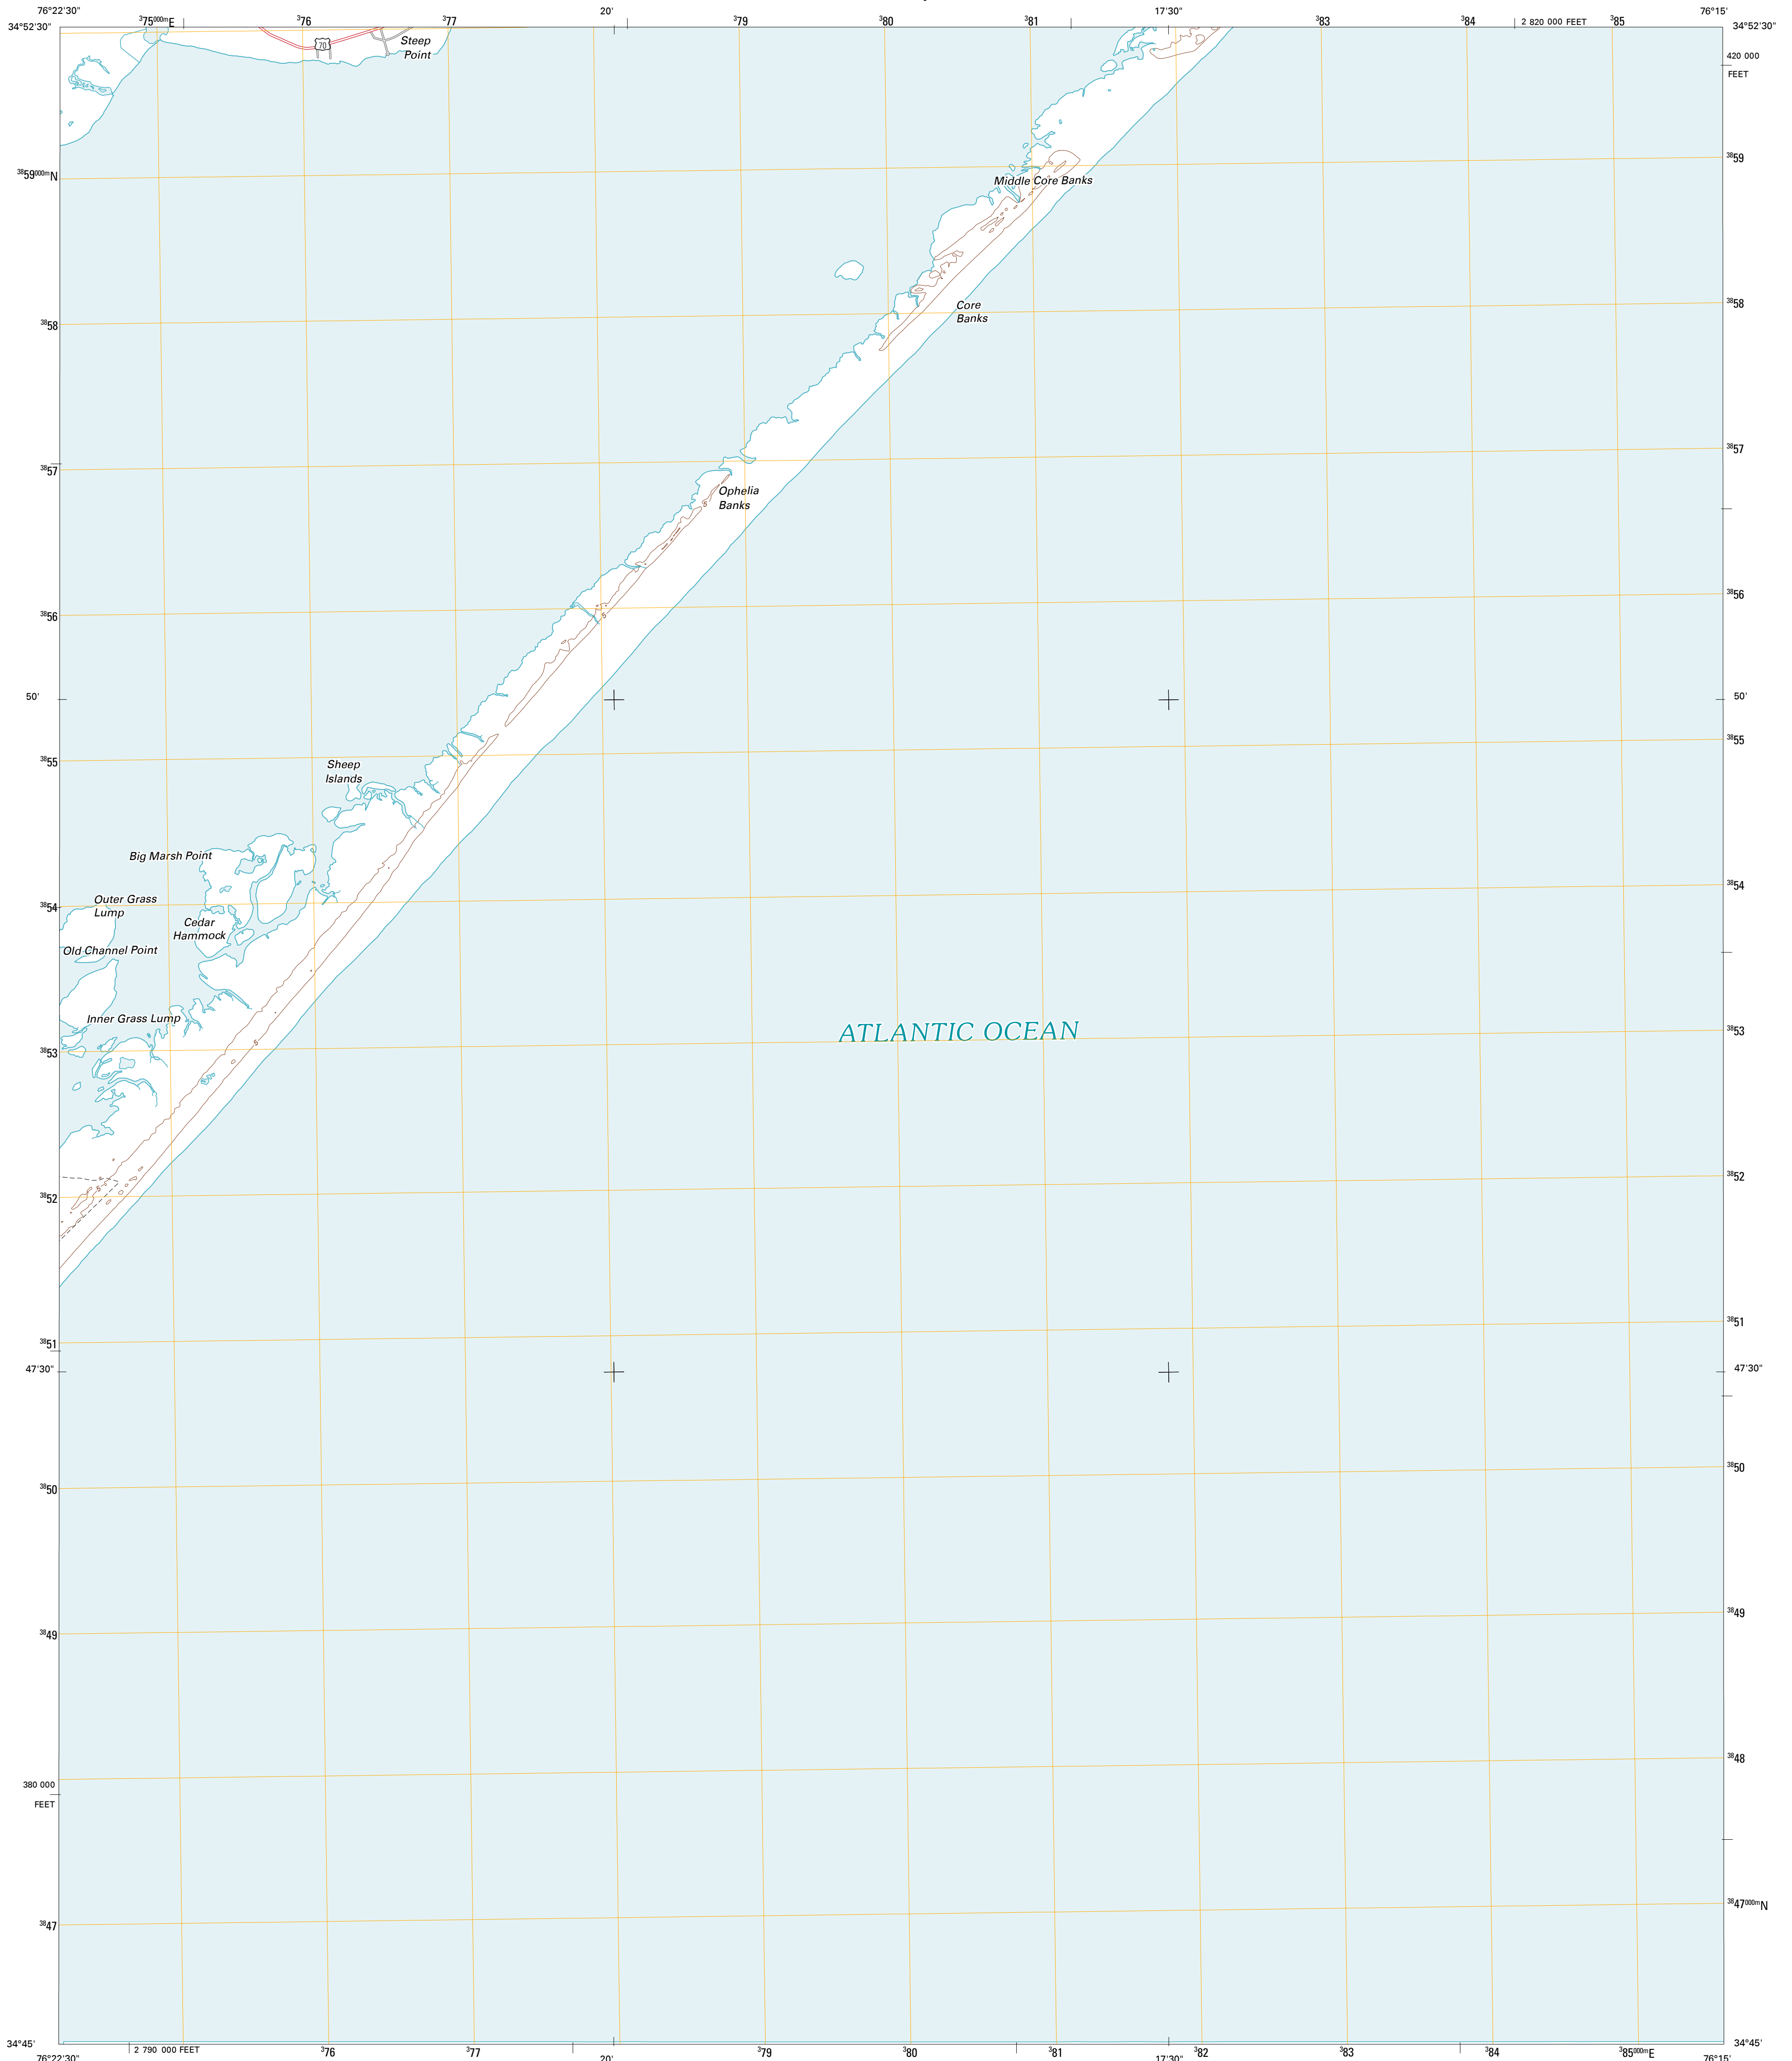 76°22'30" 375000mE 376 377 20' 379 380 381 17'30" 383 384 2 820 000 FEET 385 76°15'
34°52'30" 34°52'30"
70
Steep
Point
420 000
FEET
3859000mN
3859
Middle Core Banks
Core
Banks
3858
3858
3857
3857
Ophelia
Banks
5
3856
3856
5
50'
50'
3855
3855
Sheep
Islands
Big Marsh Point
3854
3854
Outer Grass
Lump
Cedar
Hammock
Old Channel Point
Inner Grass Lump
3853
3853
ATLANTIC OCEAN
5
3852
3852
5
3851
3851
47'30"
47'30"
3850
3850
3849
3849
3848
380 000
FEET
3847
3847000mN
34°45' 34°45'
76°22'30" 2 790 000 FEET 376 377 20' 379 380 17'30" 382 383 384 385000mE 76°15'